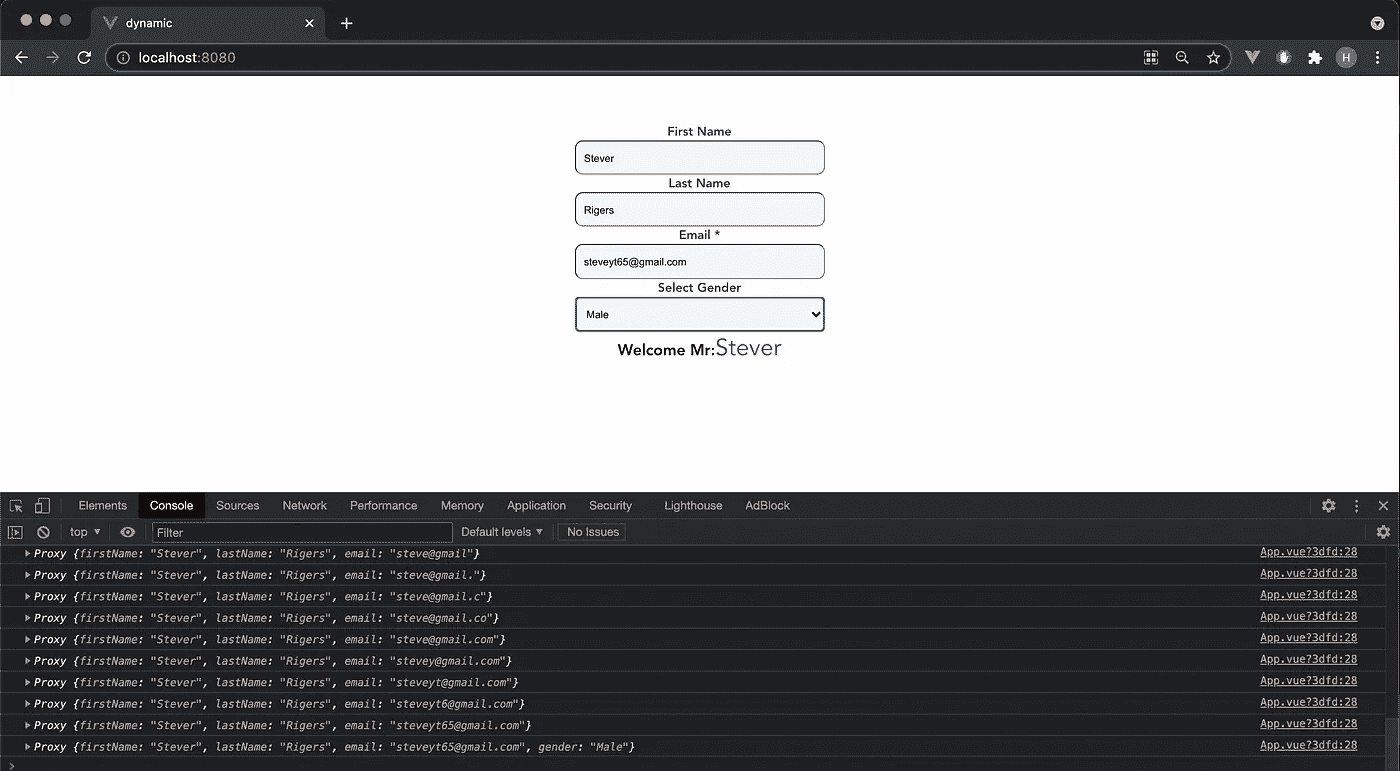 dynamic
localhost:8080
H
First Name
Stever
Last Name
Rigers
Email *
steveyt65@gmail.com
Select Gender
Male
Welcome Mr:Stever
Elements Console Sources Network Performance Memory Application Security Lighthouse AdBlock
top Filter Default levels No Issues
Proxy {firstName: "Stever", lastName: "Rigers", email: "steve@gmail"} App.vue?3dfd:28
Proxy {firstName: "Stever", lastName: "Rigers", email: "steve@gmail."} App.vue?3dfd:28
Proxy {firstName: "Stever", lastName: "Rigers", email: "steve@gmail.c"} App.vue?3dfd:28
Proxy {firstName: "Stever", lastName: "Rigers", email: "steve@gmail.co"} App.vue?3dfd:28
Proxy {firstName: "Stever", lastName: "Rigers", email: "steve@gmail.com"} App.vue?3dfd:28
Proxy {firstName: "Stever", lastName: "Rigers", email: "stevey@gmail.com"} App.vue?3dfd:28
Proxy {firstName: "Stever", lastName: "Rigers", email: "steveyt@gmail.com"} App.vue?3dfd:28
Proxy {firstName: "Stever", lastName: "Rigers", email: "steveyt6@gmail.com"} App.vue?3dfd:28
Proxy {firstName: "Stever", lastName: "Rigers", email: "steveyt65@gmail.com"} App.vue?3dfd:28
Proxy {firstName: "Stever", lastName: "Rigers", email: "steveyt65@gmail.com", gender: "Male"} App.vue?3dfd:28